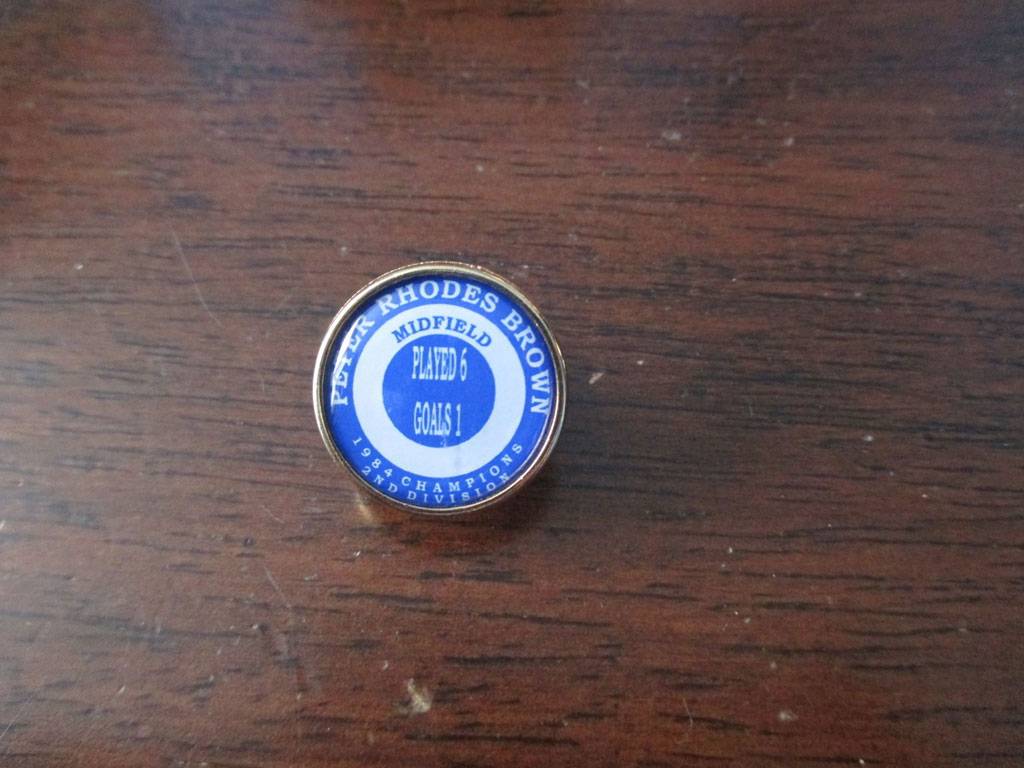 PETER RHODES BROWN
MIDFIELD
PLAYED 6
GOALS 1
1984 CHAMPIONS
2ND DIVISION